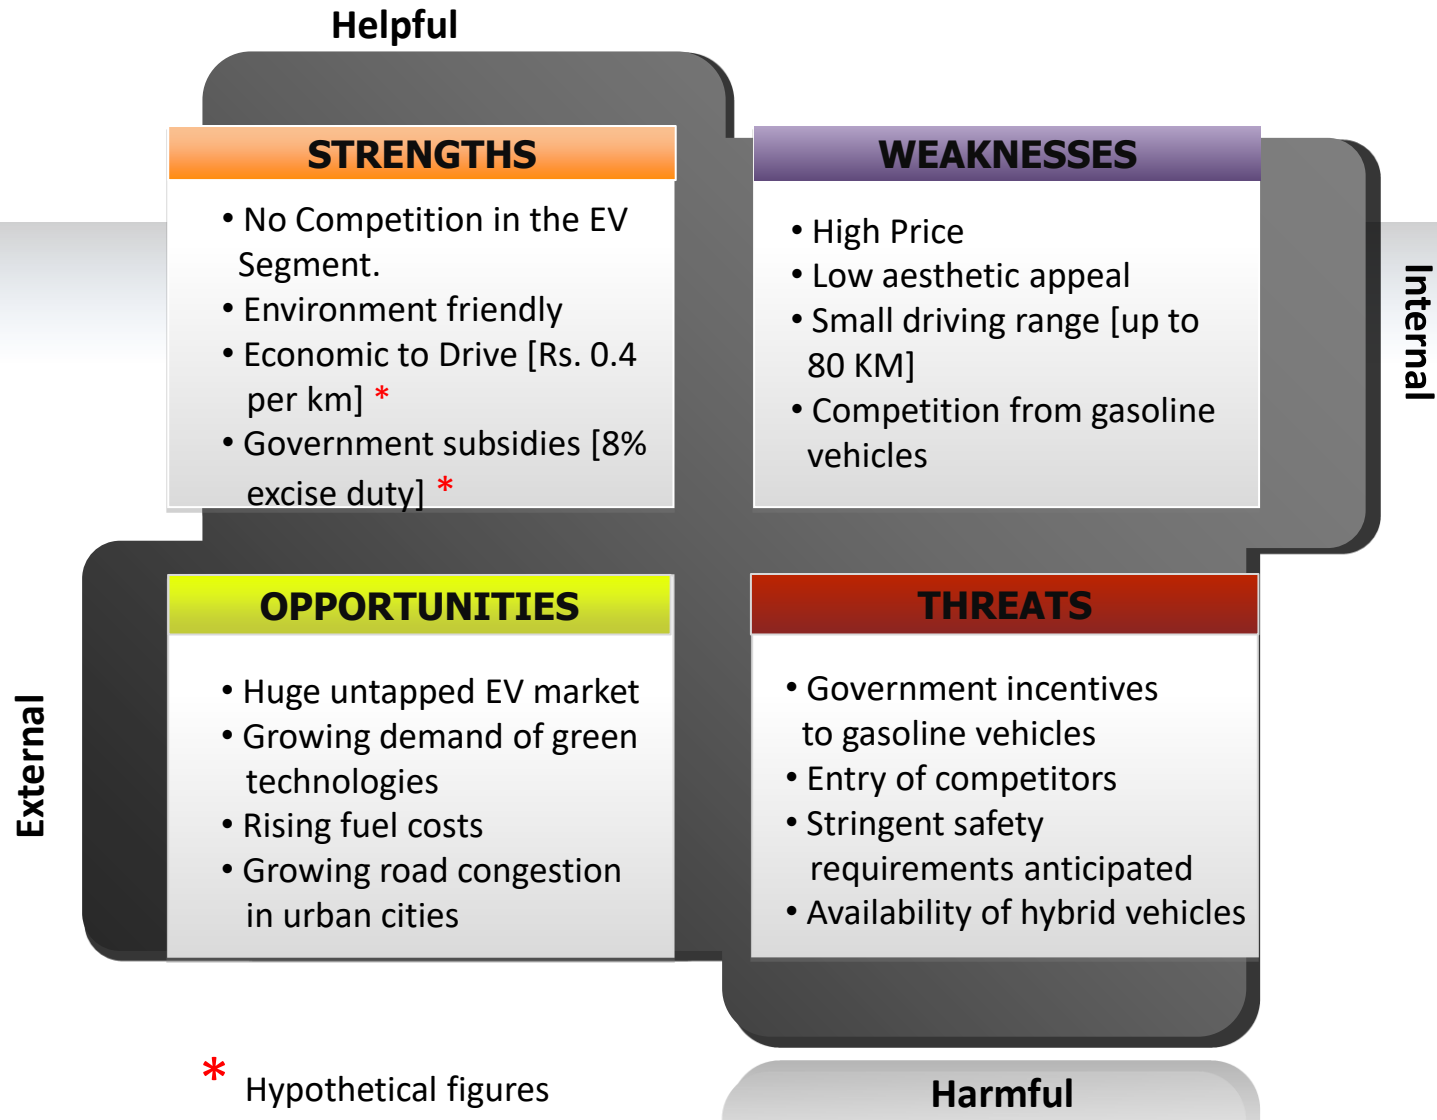 Helpful
STRENGTHS
• No Competition in the EV
Segment.
• Environment friendly
• Economic to Drive [Rs. 0.4
per km] *
• Government subsidies [8%
excise duty] *
WEAKNESSES
• High Price
• Low aesthetic appeal
• Small driving range [up to
80 KM]
• Competition from gasoline
vehicles
Internal
External
OPPORTUNITIES
• Huge untapped EV market
• Growing demand of green
technologies
• Rising fuel costs
• Growing road congestion
in urban cities
THREATS
• Government incentives
to gasoline vehicles
• Entry of competitors
• Stringent safety
requirements anticipated
• Availability of hybrid vehicles
* Hypothetical figures
Harmful